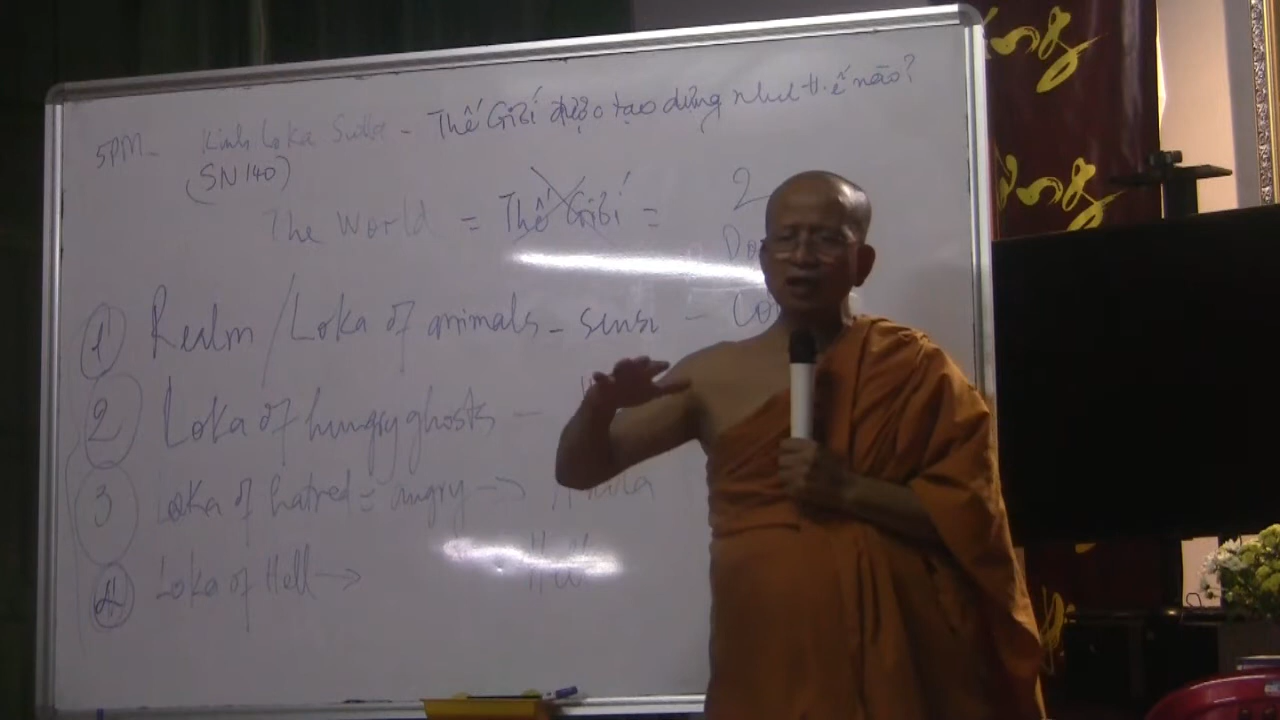 5PM - Kinh Loka Sutta - Thế Giới được tạo dựng như thế nào?
(SN 140)
The World = Thế Giới = 2
1 Realm / Loka of animals - sense -
2 Loka of hungry ghosts -
3 Loka of hatred = angry →
4 Loka of Hell → Hell